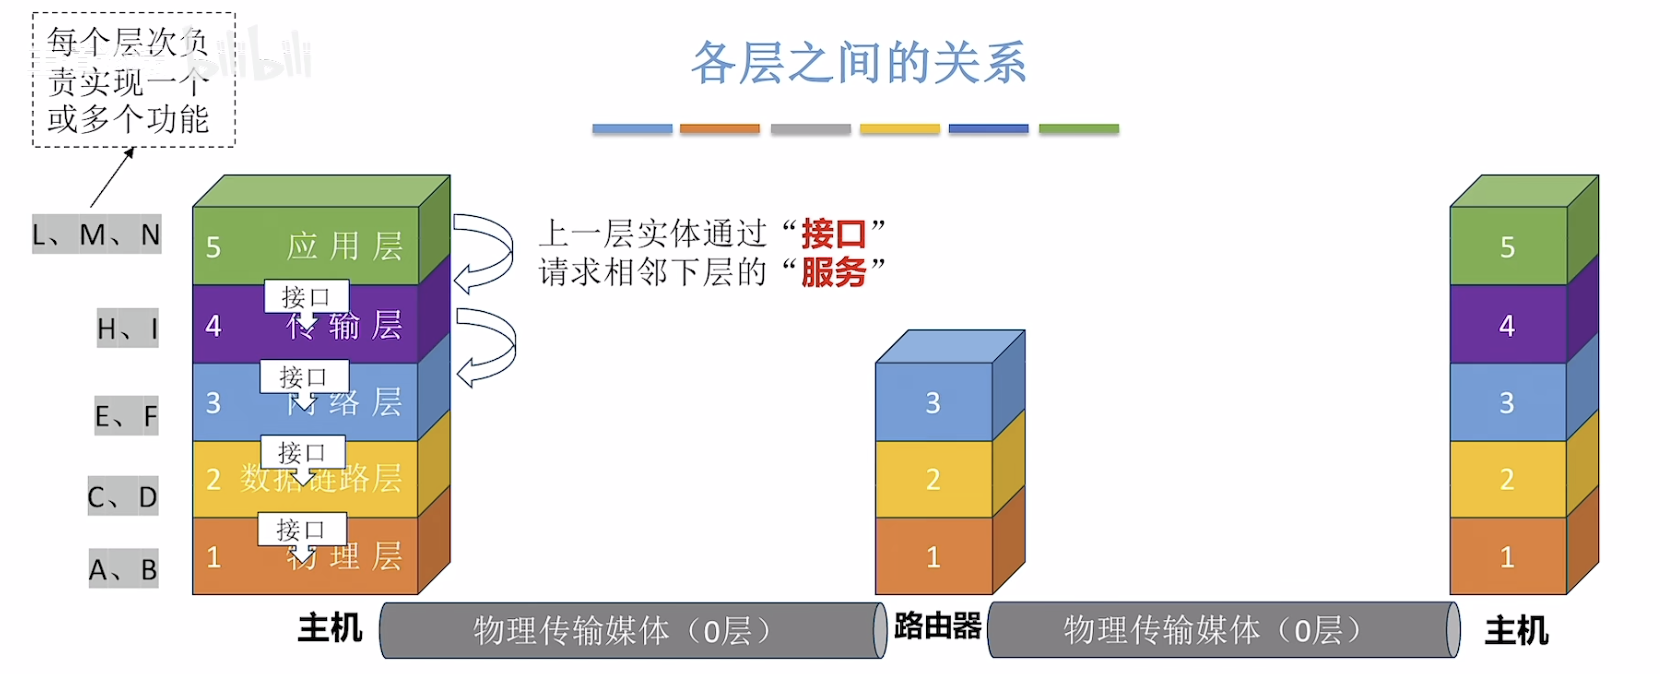 每个层次负
责实现一个
或多个功能
bilibili
各层之间的关系
L、M、N
H、I
E、F
C、D
A、B
5 应用层
接口
4 传输层
接口
3 网络层
接口
2 数据链路层
接口
1 物理层
上一层实体通过“接口”
请求相邻下层的“服务”
3
2
1
5
4
3
2
1
主机
物理传输媒体（0层）
路由器
物理传输媒体（0层）
主机